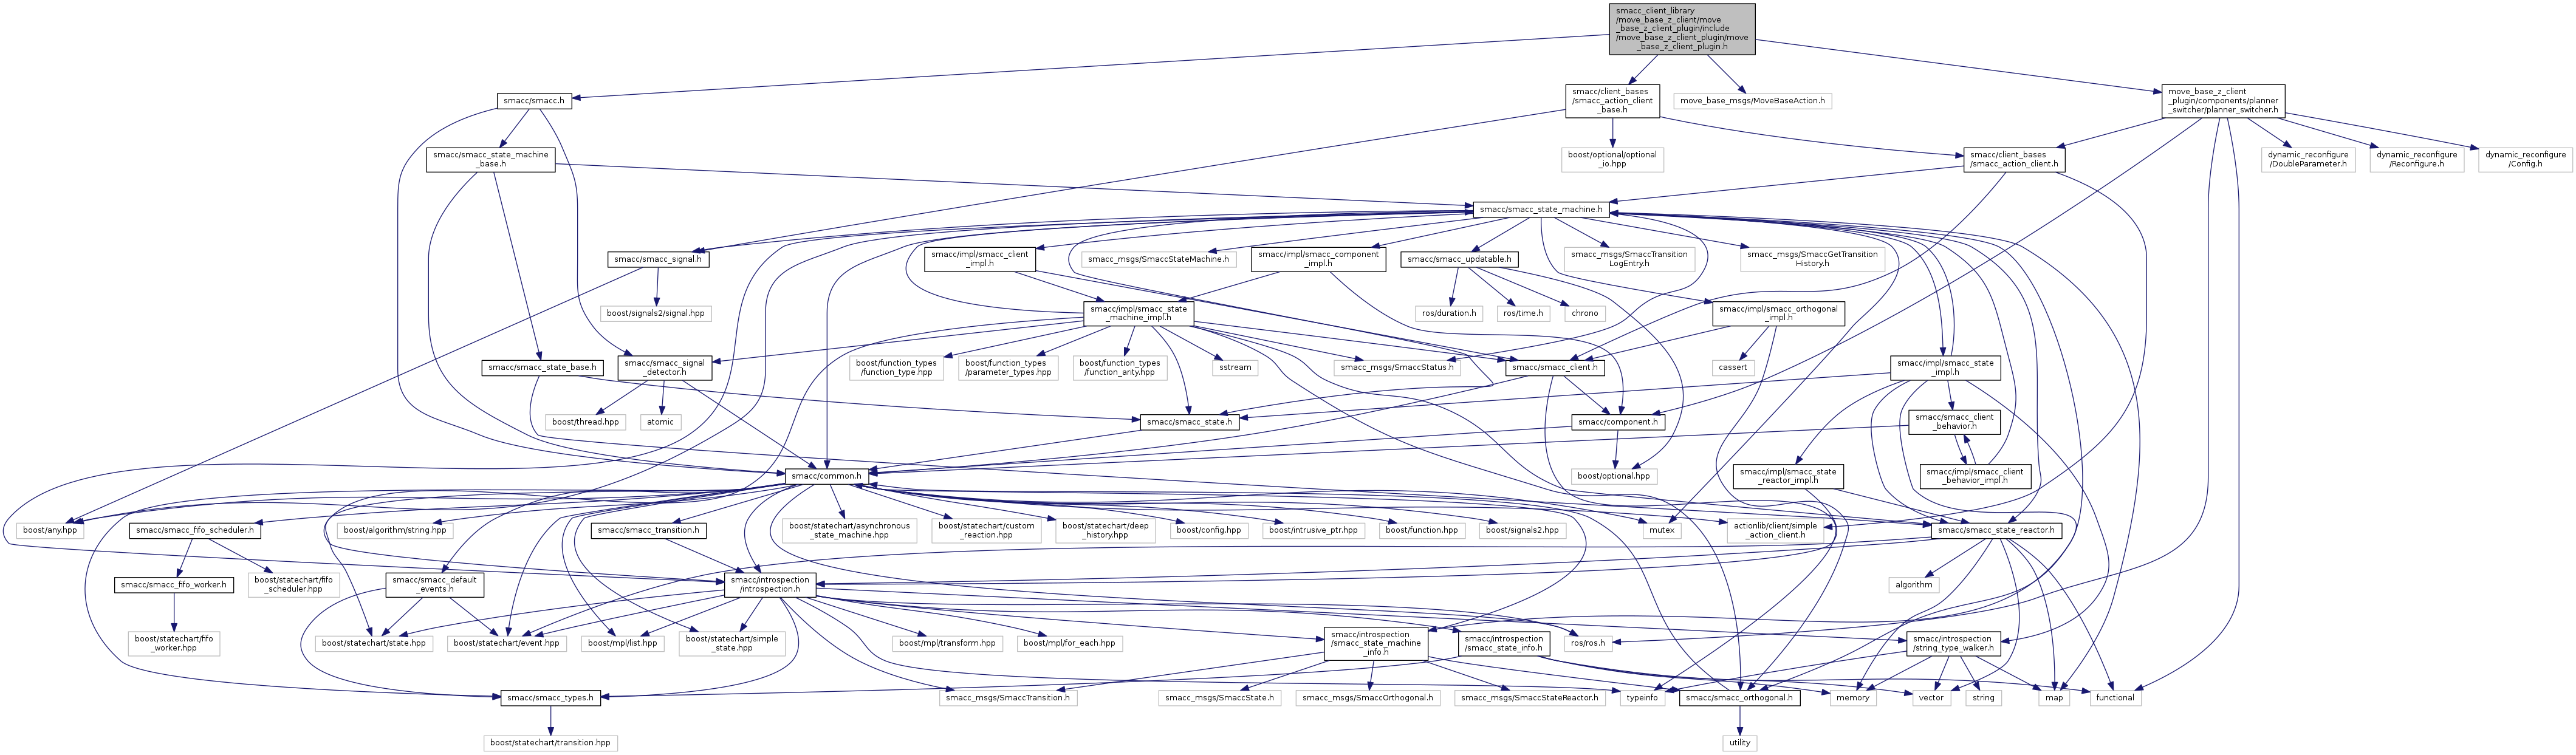 smacc_client_library
/move_base_z_client/move
_base_z_client_plugin/include
/move_base_z_client_plugin/move
_base_z_client_plugin.h
smacc/smacc.h
smacc/client_bases
/smacc_action_client
_base.h
move_base_msgs/MoveBaseAction.h
move_base_z_client
_plugin/components/planner
_switcher/planner_switcher.h
smacc/smacc_state_machine
_base.h
boost/optional/optional
_io.hpp
smacc/client_bases
/smacc_action_client.h
dynamic_reconfigure
/DoubleParameter.h
dynamic_reconfigure
/Reconfigure.h
dynamic_reconfigure
/Config.h
smacc/smacc_state_machine.h
smacc/smacc_signal.h
smacc/impl/smacc_client
_impl.h
smacc_msgs/SmaccStateMachine.h
smacc/impl/smacc_component
_impl.h
smacc/smacc_updatable.h
smacc_msgs/SmaccTransition
LogEntry.h
smacc_msgs/SmaccGetTransition
History.h
boost/signals2/signal.hpp
smacc/impl/smacc_state
_machine_impl.h
ros/duration.h
ros/time.h
chrono
smacc/impl/smacc_orthogonal
_impl.h
smacc/smacc_state_base.h
smacc/smacc_signal
_detector.h
boost/function_types
/function_type.hpp
boost/function_types
/parameter_types.hpp
boost/function_types
/function_arity.hpp
sstream
smacc_msgs/SmaccStatus.h
smacc/smacc_client.h
cassert
smacc/impl/smacc_state
_impl.h
boost/thread.hpp
atomic
smacc/smacc_state.h
smacc/component.h
smacc/smacc_client
_behavior.h
smacc/common.h
boost/optional.hpp
smacc/impl/smacc_state
_reactor_impl.h
smacc/impl/smacc_client
_behavior_impl.h
boost/any.hpp
smacc/smacc_fifo_scheduler.h
boost/algorithm/string.hpp
smacc/smacc_transition.h
boost/statechart/asynchronous
_state_machine.hpp
boost/statechart/custom
_reaction.hpp
boost/statechart/deep
_history.hpp
boost/config.hpp
boost/intrusive_ptr.hpp
boost/function.hpp
boost/signals2.hpp
mutex
actionlib/client/simple
_action_client.h
smacc/smacc_state_reactor.h
smacc/smacc_fifo_worker.h
boost/statechart/fifo
_scheduler.hpp
smacc/smacc_default
_events.h
smacc/introspection
/introspection.h
algorithm
boost/statechart/fifo
_worker.hpp
boost/statechart/state.hpp
boost/statechart/event.hpp
boost/mpl/list.hpp
boost/statechart/simple
_state.hpp
boost/mpl/transform.hpp
boost/mpl/for_each.hpp
smacc/introspection
/smacc_state_machine
_info.h
smacc/introspection
/smacc_state_info.h
ros/ros.h
smacc/introspection
/string_type_walker.h
smacc/smacc_types.h
smacc_msgs/SmaccTransition.h
smacc_msgs/SmaccState.h
smacc_msgs/SmaccOrthogonal.h
smacc_msgs/SmaccStateReactor.h
typeinfo
smacc/smacc_orthogonal.h
memory
vector
string
map
functional
boost/statechart/transition.hpp
utility